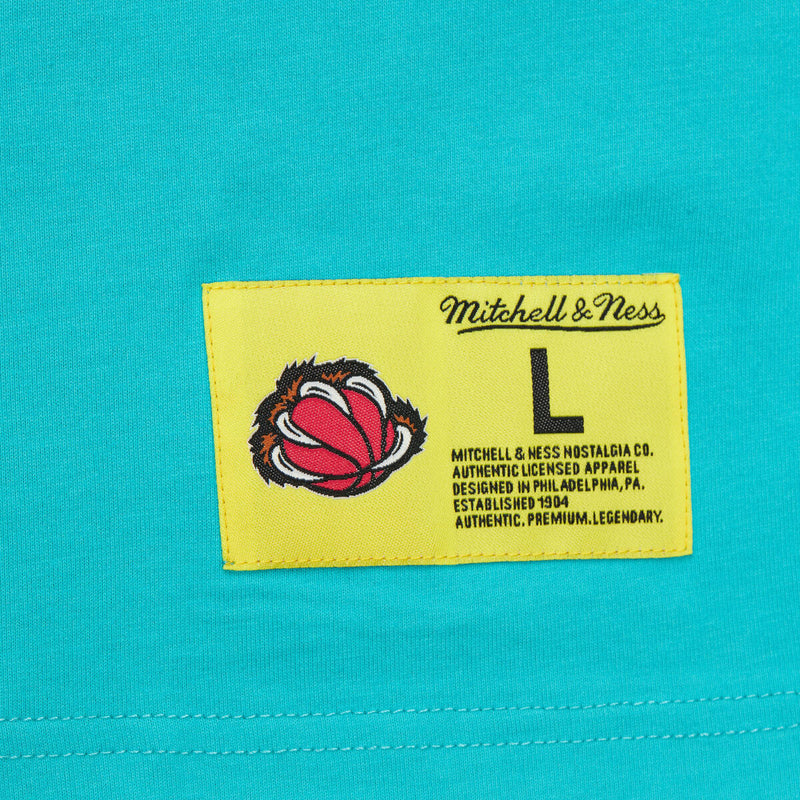 Mitchell & Ness
L
MITCHELL & NESS NOSTALGIA CO.
AUTHENTIC LICENSED APPAREL
DESIGNED IN PHILADELPHIA, PA.
ESTABLISHED 1904
AUTHENTIC. PREMIUM. LEGENDARY.